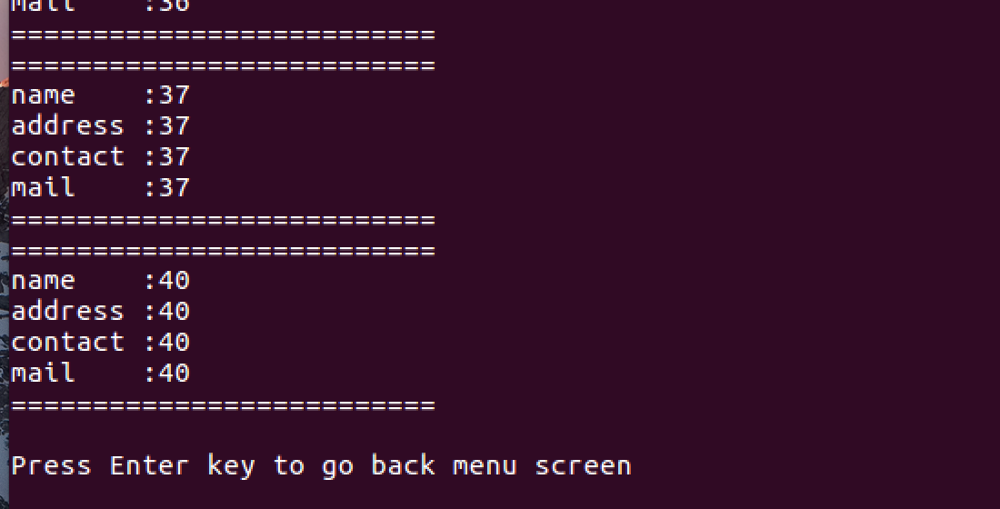 mail    :36
==========================
==========================
name    :37
address :37
contact :37
mail    :37
==========================
==========================
name    :40
address :40
contact :40
mail    :40
==========================
Press Enter key to go back menu screen